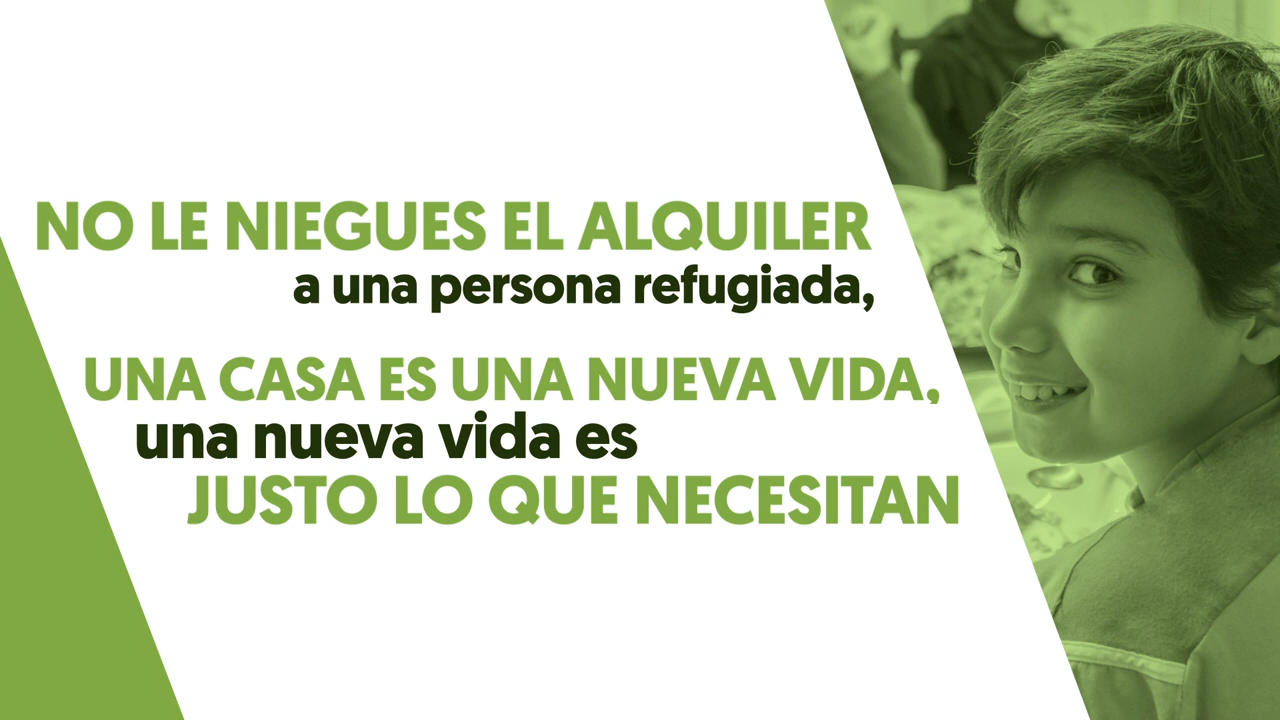 NO LE NIEGUES EL ALQUILER
a una persona refugiada,
UNA CASA ES UNA NUEVA VIDA,
una nueva vida es
JUSTO LO QUE NECESITAN